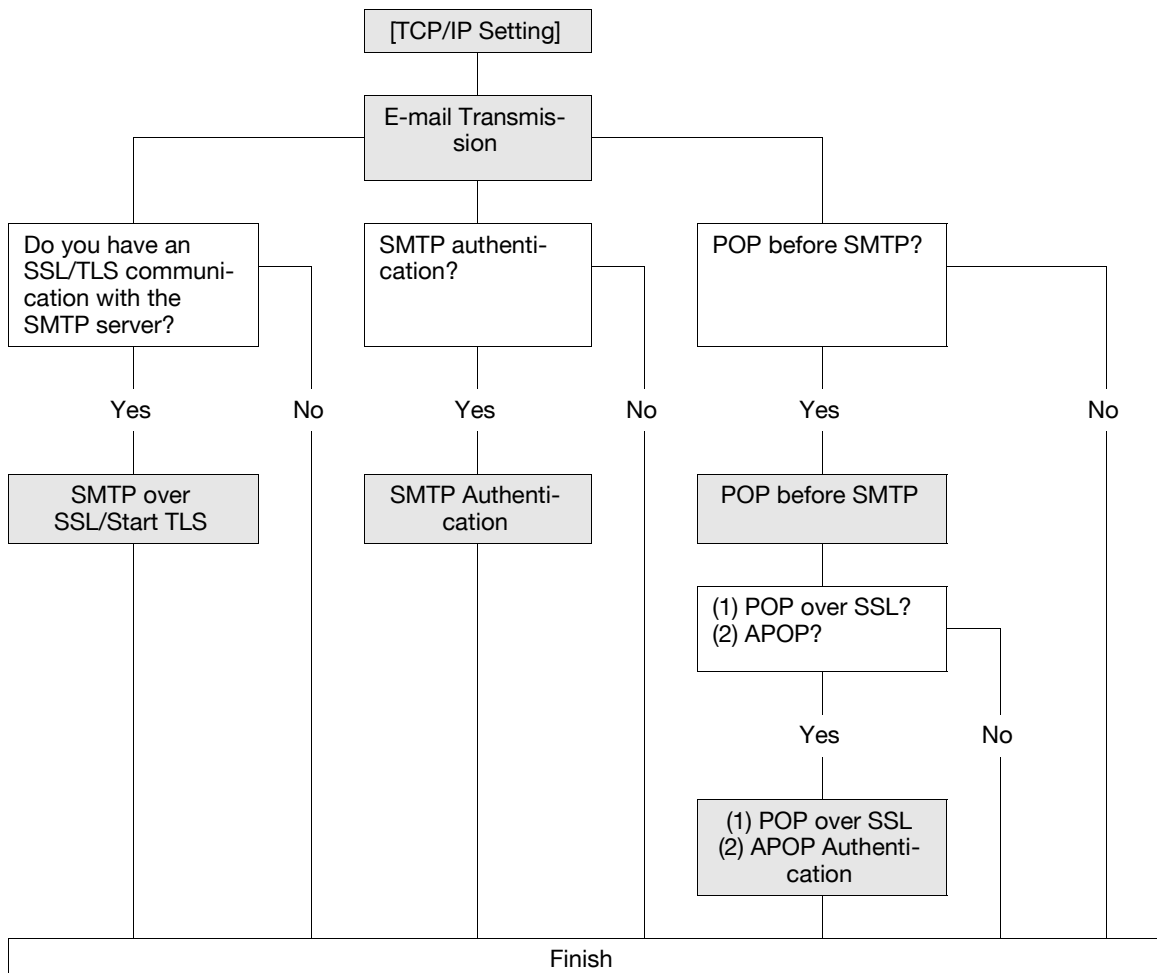 [TCP/IP Setting]
E-mail Transmis-
sion
Do you have an
SSL/TLS communi-
cation with the
SMTP server?
SMTP authenti-
cation?
POP before SMTP?
Yes
No
Yes
No
Yes
No
SMTP over
SSL/Start TLS
SMTP Authenti-
cation
POP before SMTP
(1) POP over SSL?
(2) APOP?
Yes
No
(1) POP over SSL
(2) APOP Authenti-
cation
Finish